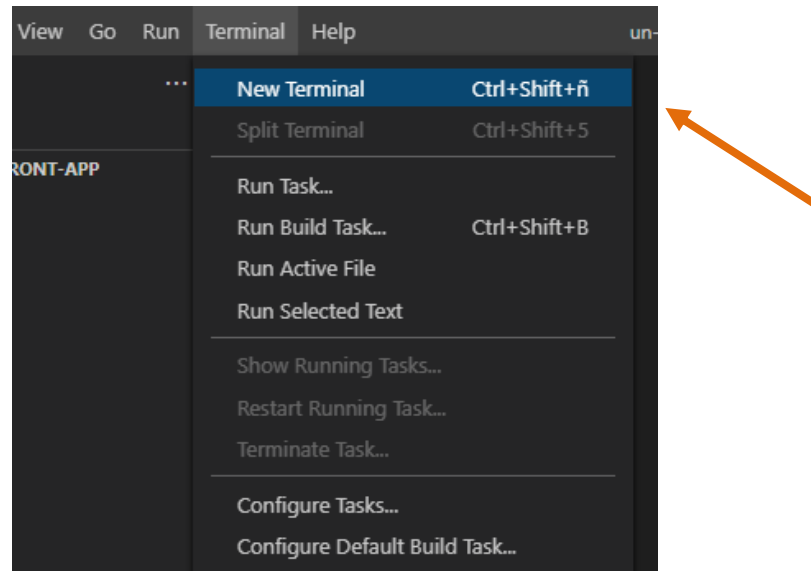 View Go Run Terminal Help un-
...
RONT-APP
New Terminal Ctrl+Shift+ñ
Split Terminal Ctrl+Shift+5
Run Task...
Run Build Task... Ctrl+Shift+B
Run Active File
Run Selected Text
Show Running Tasks...
Restart Running Task...
Terminate Task...
Configure Tasks...
Configure Default Build Task...